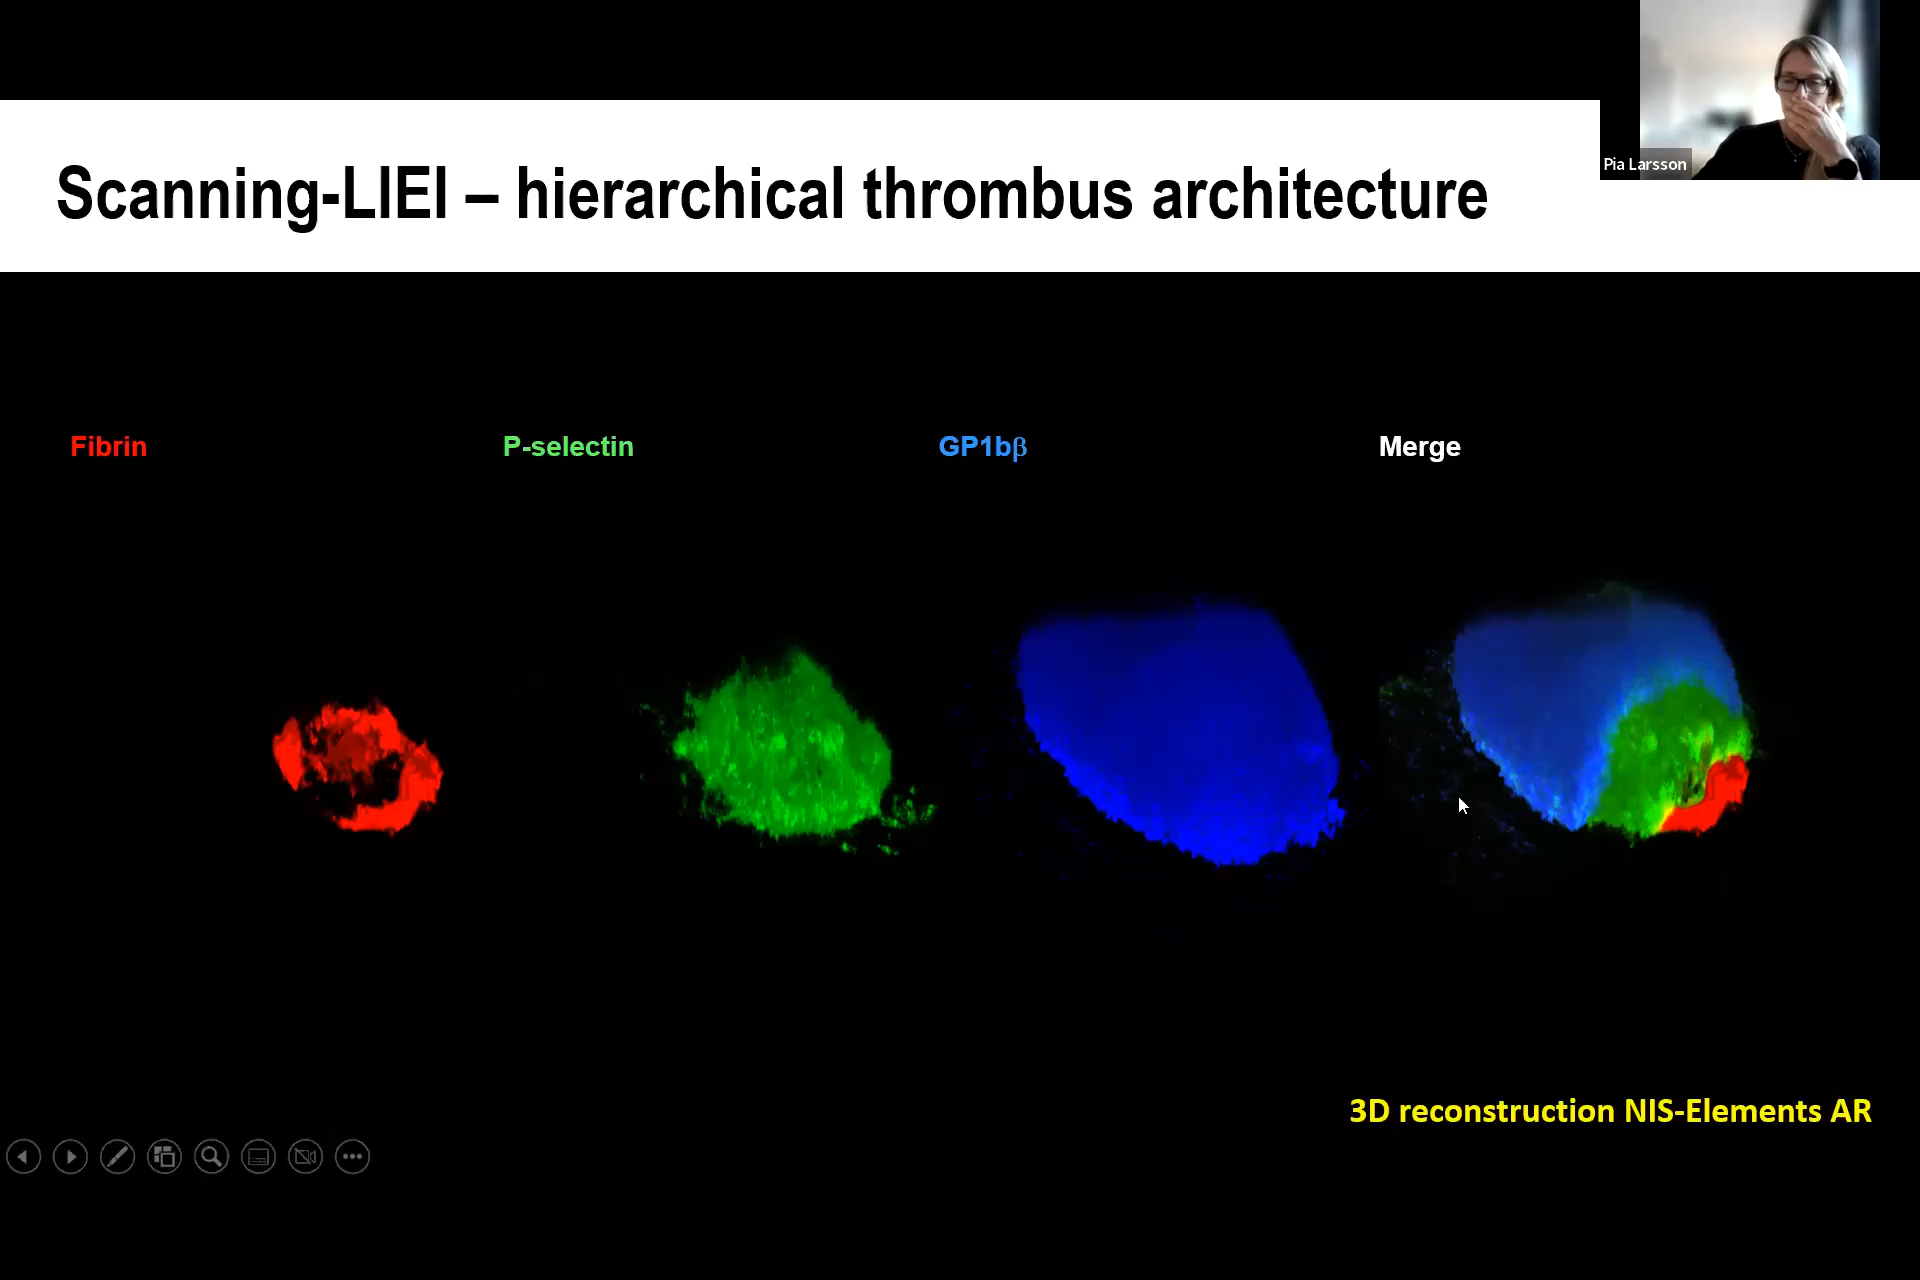 Pia Larsson
Scanning-LIEI – hierarchical thrombus architecture
Fibrin
P-selectin
GP1bβ
Merge
3D reconstruction NIS-Elements AR